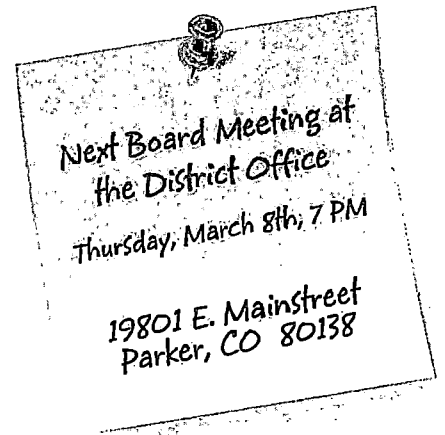 Next Board Meeting at
the District Office
Thursday, March 8th, 7 PM
19801 E. Mainstreet
Parker, CO 80138